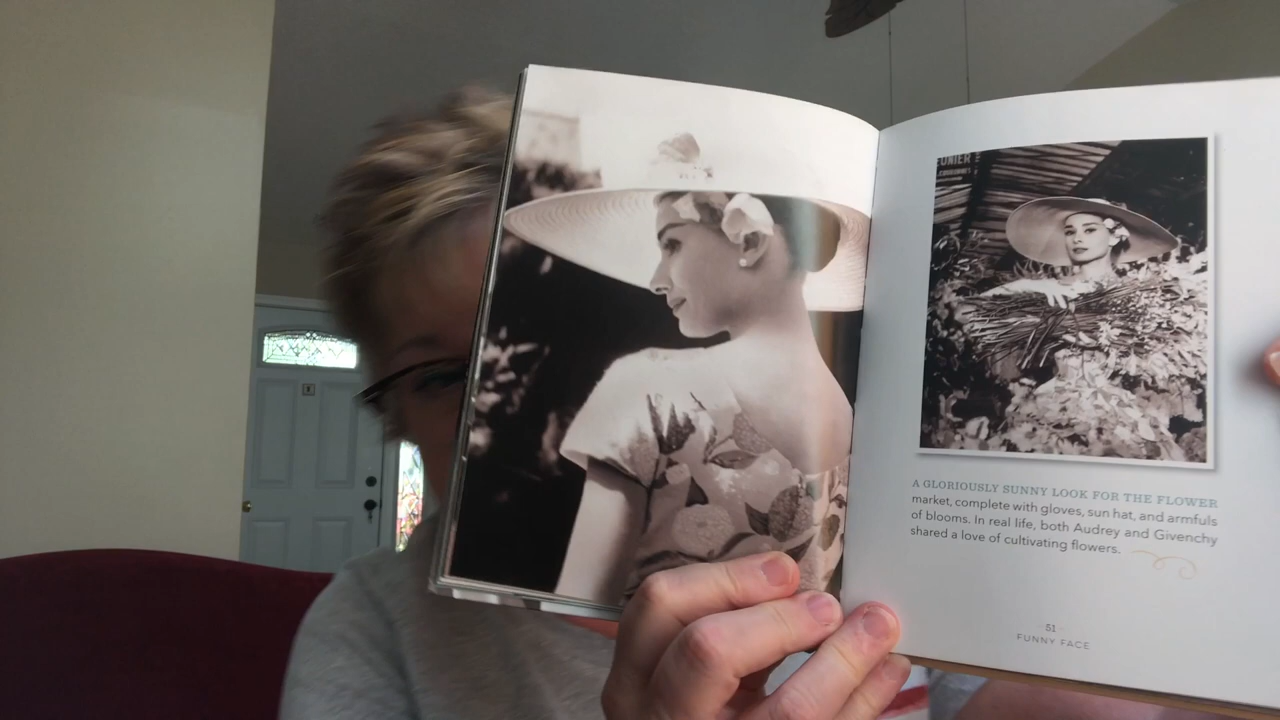 A GLORIOUSLY SUNNY LOOK FOR THE FLOWER
market, complete with gloves, sun hat, and armfuls
of blooms. In real life, both Audrey and Givenchy
shared a love of cultivating flowers.
51
FUNNY FACE